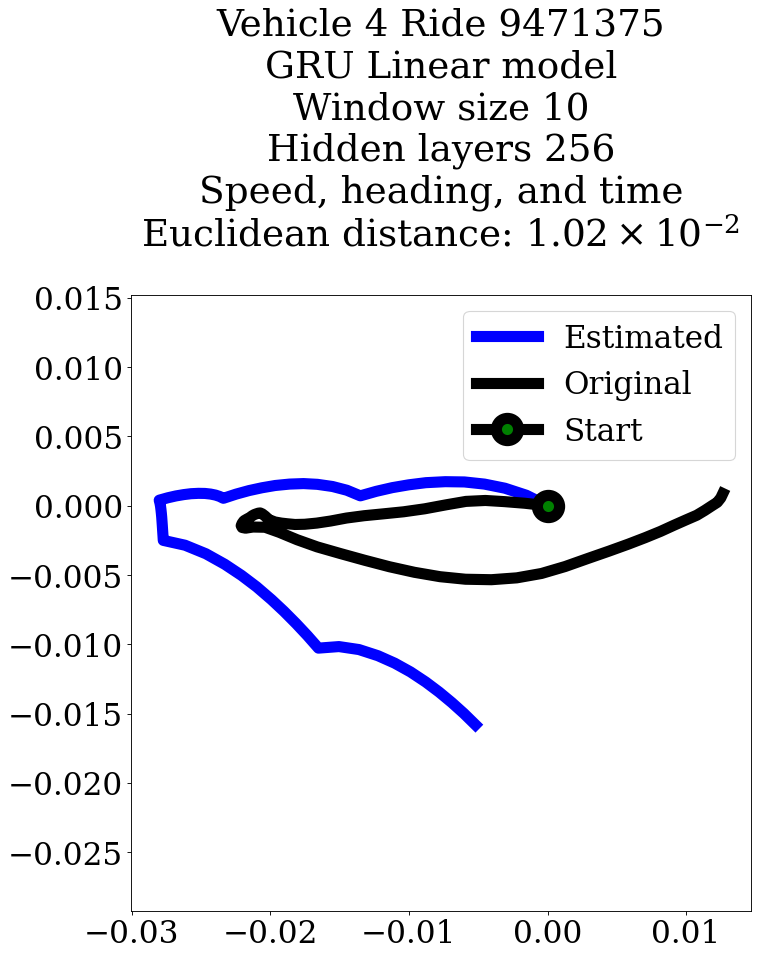 Vehicle 4 Ride 9471375
GRU Linear model
Window size 10
Hidden layers 256
Speed, heading, and time
Euclidean distance: 1.02 × 10⁻²
Estimated
Original
Start
0.015
0.010
0.005
0.000
−0.005
−0.010
−0.015
−0.020
−0.025
−0.03 −0.02 −0.01 0.00 0.01